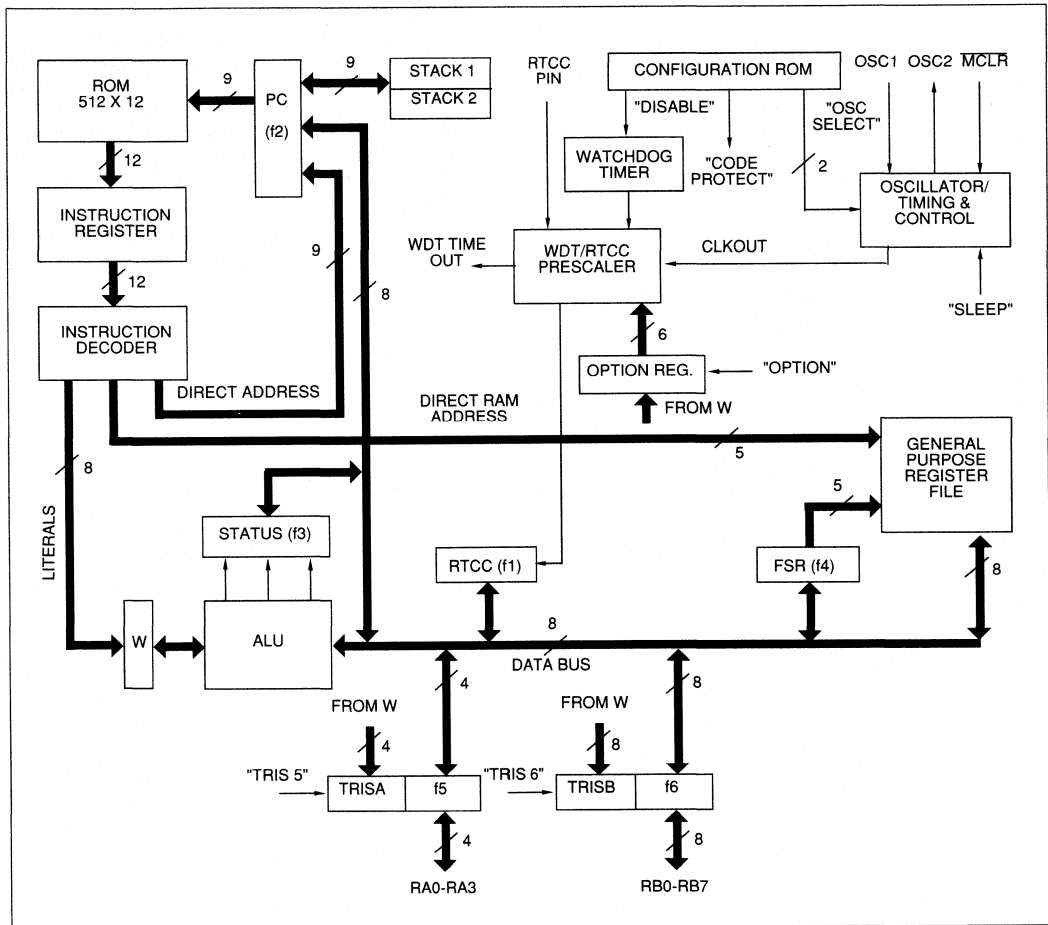 ROM
512 X 12
9
PC
(f2)
9
STACK 1
STACK 2
RTCC
PIN
CONFIGURATION ROM
OSC1
OSC2
MCLR
"DISABLE"
"OSC
SELECT"
WATCHDOG
TIMER
"CODE
PROTECT"
2
12
INSTRUCTION
REGISTER
OSCILLATOR/
TIMING &
CONTROL
WDT TIME
OUT
WDT/RTCC
PRESCALER
CLKOUT
9
8
12
"SLEEP"
INSTRUCTION
DECODER
6
OPTION REG.
"OPTION"
DIRECT ADDRESS
DIRECT RAM
ADDRESS
FROM W
5
GENERAL
PURPOSE
REGISTER
FILE
8
LITERALS
5
STATUS (f3)
RTCC (f1)
FSR (f4)
8
W
ALU
8
DATA BUS
4
8
FROM W
FROM W
4
8
"TRIS 5"
TRISA
f5
"TRIS 6"
TRISB
f6
4
8
RA0-RA3
RB0-RB7